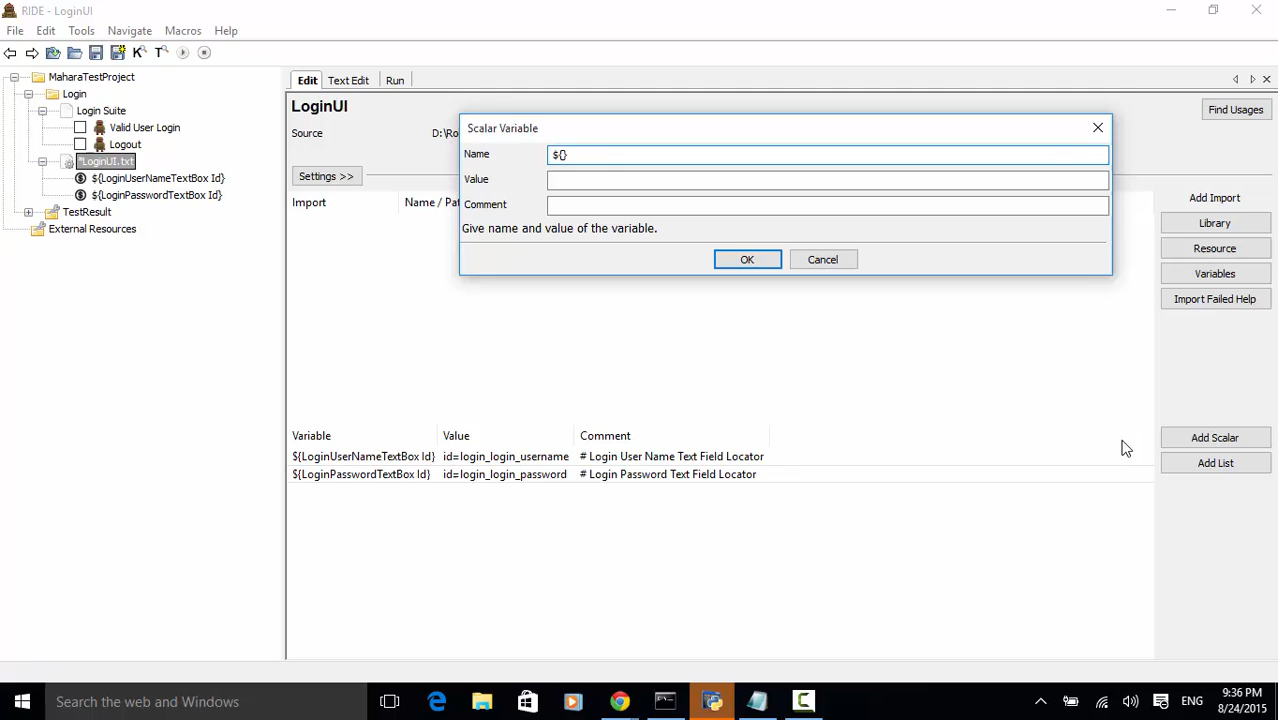 RIDE - LoginUI
File Edit Tools Navigate Macros Help
K T
MaharaTestProject
Login
Login Suite
Valid User Login
Logout
*LoginUI.txt
${LoginUserNameTextBox Id}
${LoginPasswordTextBox Id}
TestResult
External Resources
Edit Text Edit Run
LoginUI
Find Usages
Source D:\Ro
Settings >>
Import Name / Pat
Scalar Variable
Name ${}
Value
Comment
Give name and value of the variable.
OK Cancel
Add Import
Library
Resource
Variables
Import Failed Help
Variable Value Comment
${LoginUserNameTextBox Id} id=login_login_username # Login User Name Text Field Locator
${LoginPasswordTextBox Id} id=login_login_password # Login Password Text Field Locator
Add Scalar
Add List
Search the web and Windows
ENG
9:36 PM
8/24/2015